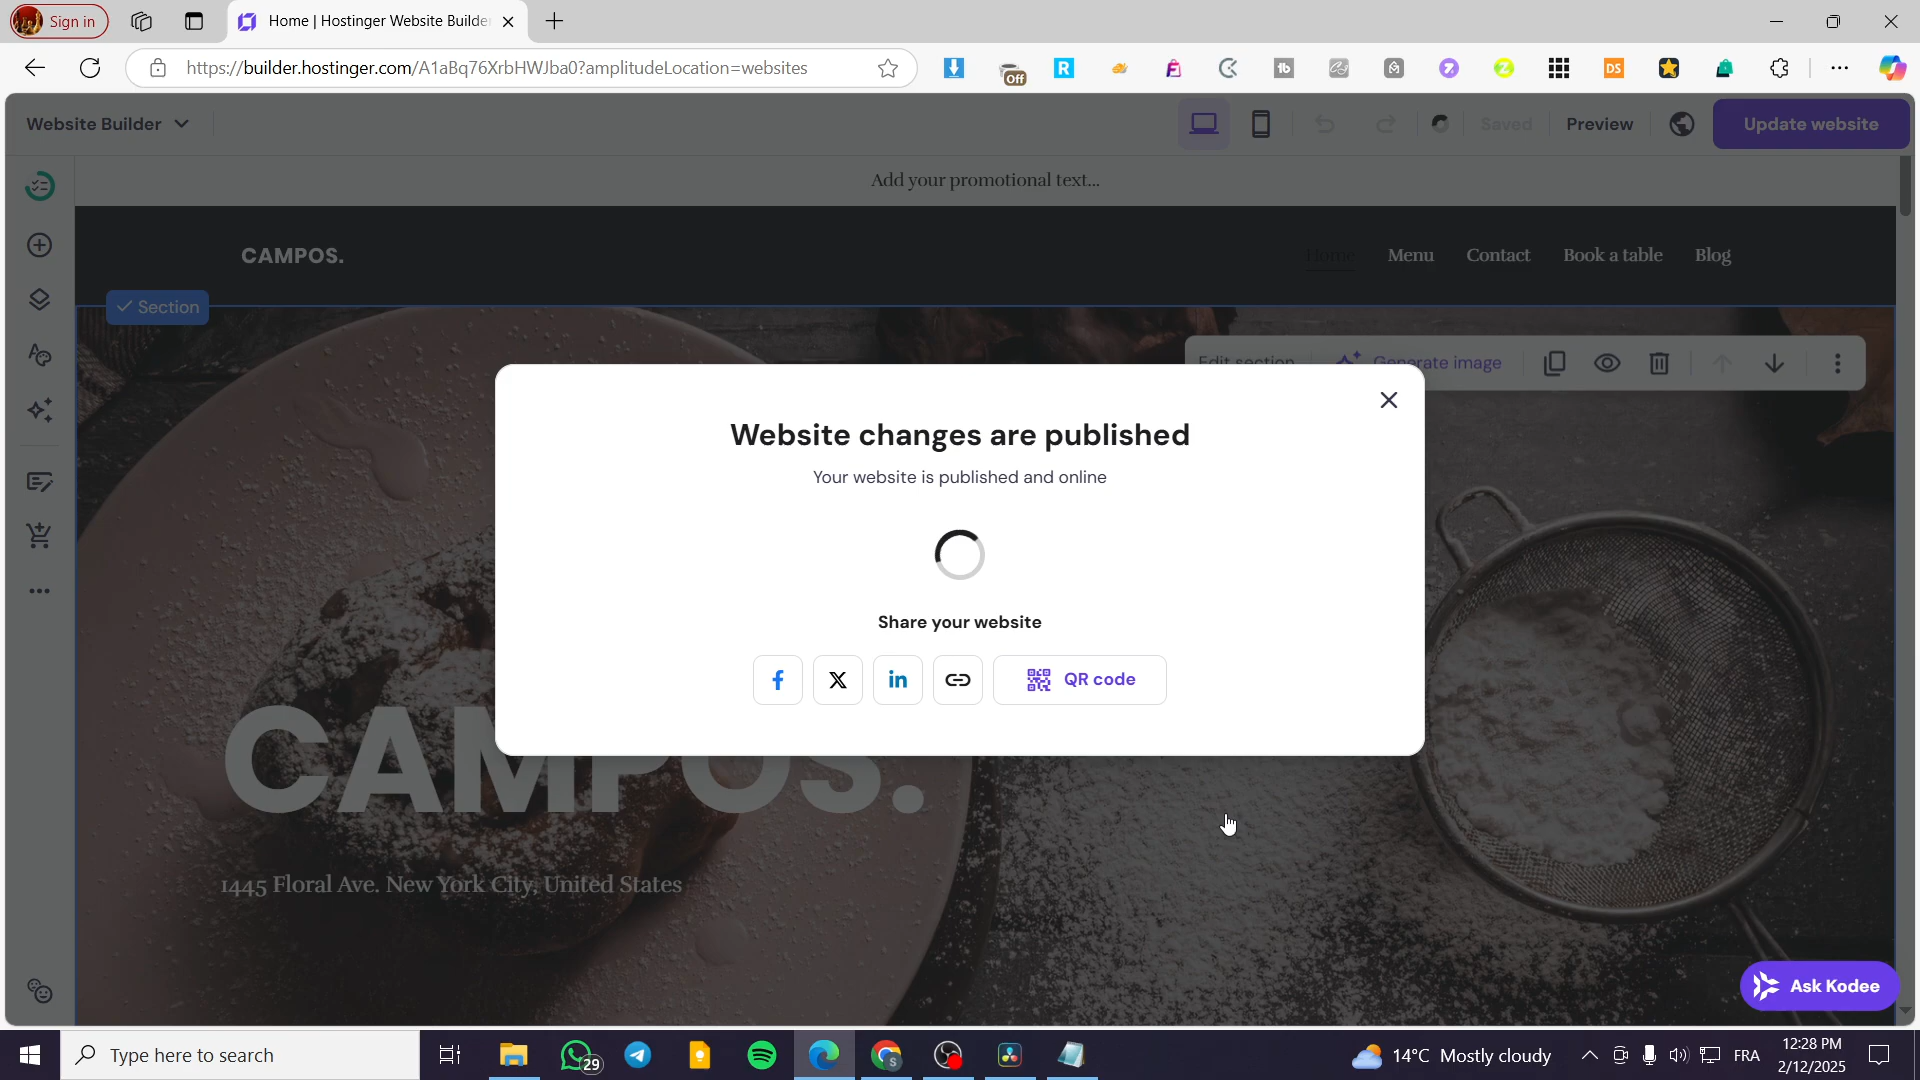 Sign in
Home | Hostinger Website Builder
https://builder.hostinger.com/A1aBq76XrbHWJba0?amplitudeLocation=websites
Off
Website Builder
Saved
Preview
Update website
Add your promotional text...
CAMPOS.
Home
Menu
Contact
Book a table
Blog
Section
Edit section
Generate image
Website changes are published
Your website is published and online
Share your website
QR code
CAMPOS.
1445 Floral Ave. New York City, United States
Ask Kodee
Type here to search
29
14°C Mostly cloudy
FRA
12:28 PM
2/12/2025